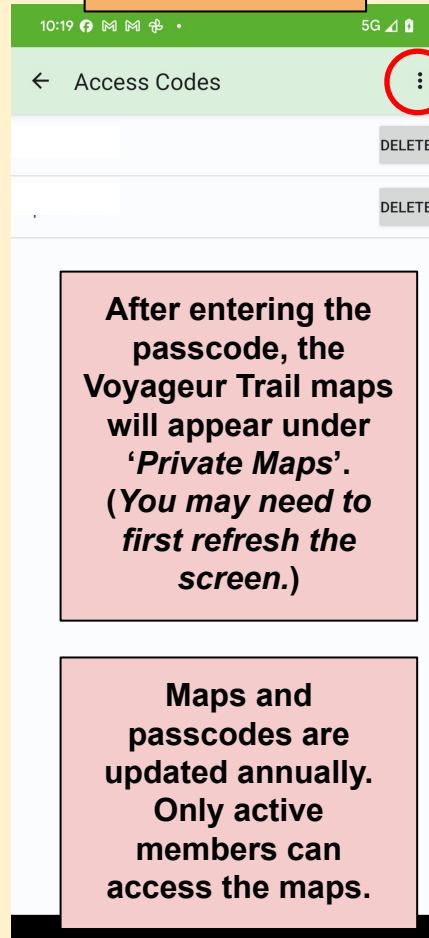 10:19
5G
Access Codes
DELETE
DELETE
After entering the
passcode, the
Voyageur Trail maps
will appear under
‘Private Maps’.
(You may need to
first refresh the
screen.)
Maps and
passcodes are
updated annually.
Only active
members can
access the maps.